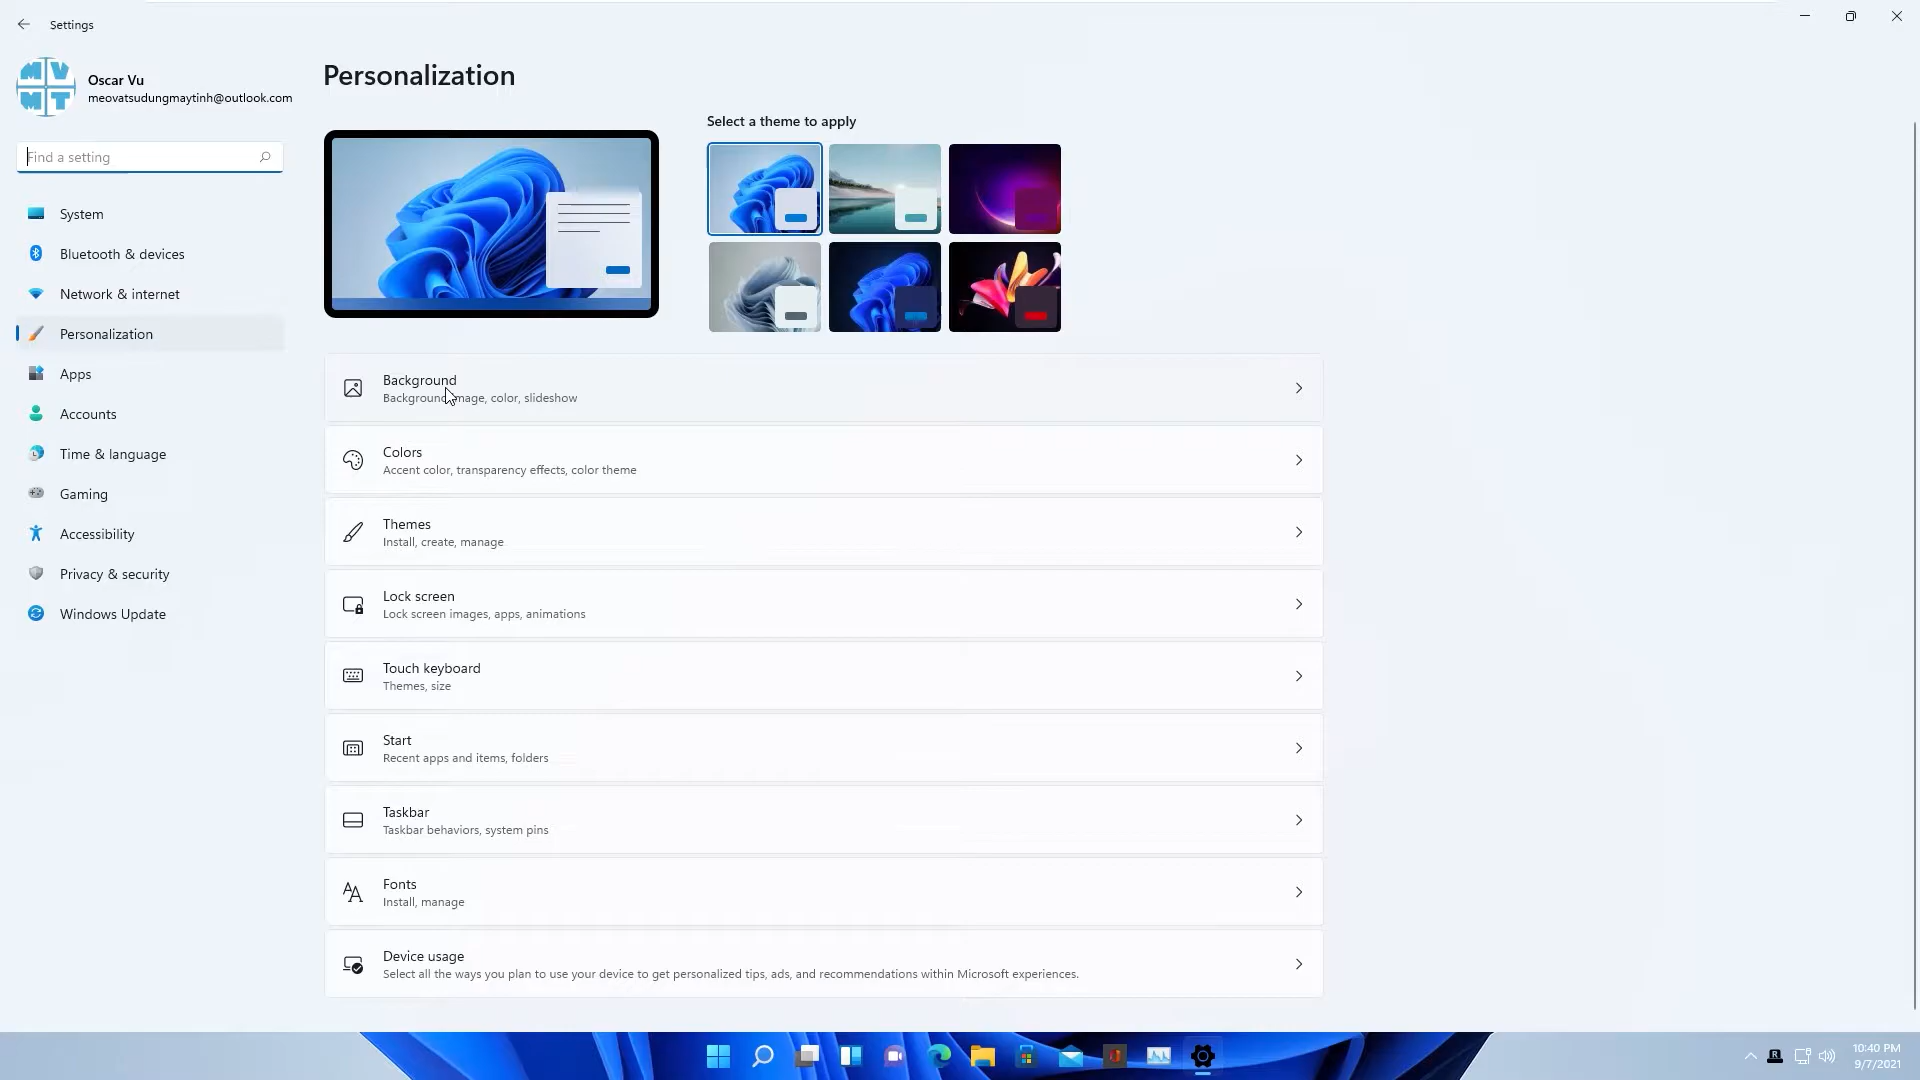 Settings
Oscar Vu
meovatsudungmaytinh@outlook.com
Find a setting
System
Bluetooth & devices
Network & internet
Personalization
Apps
Accounts
Time & language
Gaming
Accessibility
Privacy & security
Windows Update
Personalization
Select a theme to apply
Background
Background image, color, slideshow
Colors
Accent color, transparency effects, color theme
Themes
Install, create, manage
Lock screen
Lock screen images, apps, animations
Touch keyboard
Themes, size
Start
Recent apps and items, folders
Taskbar
Taskbar behaviors, system pins
Fonts
Install, manage
Device usage
Select all the ways you plan to use your device to get personalized tips, ads, and recommendations within Microsoft experiences.
10:40 PM
9/7/2021